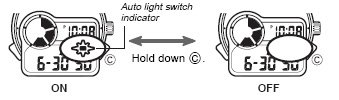 Auto light switch
indicator
10:08
6-30 50
C
Hold down C.
10:08
6-30 50
C
ON
OFF